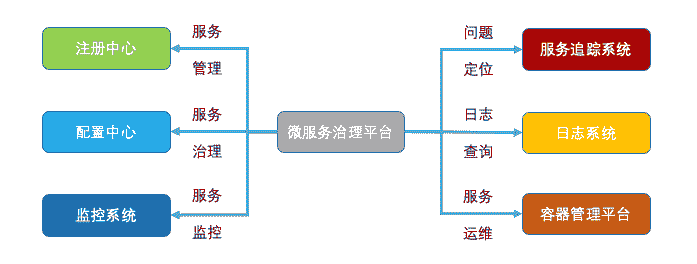 注册中心
服务
管理
问题
定位
服务追踪系统
配置中心
服务
治理
微服务治理平台
日志
查询
日志系统
监控系统
服务
监控
服务
运维
容器管理平台